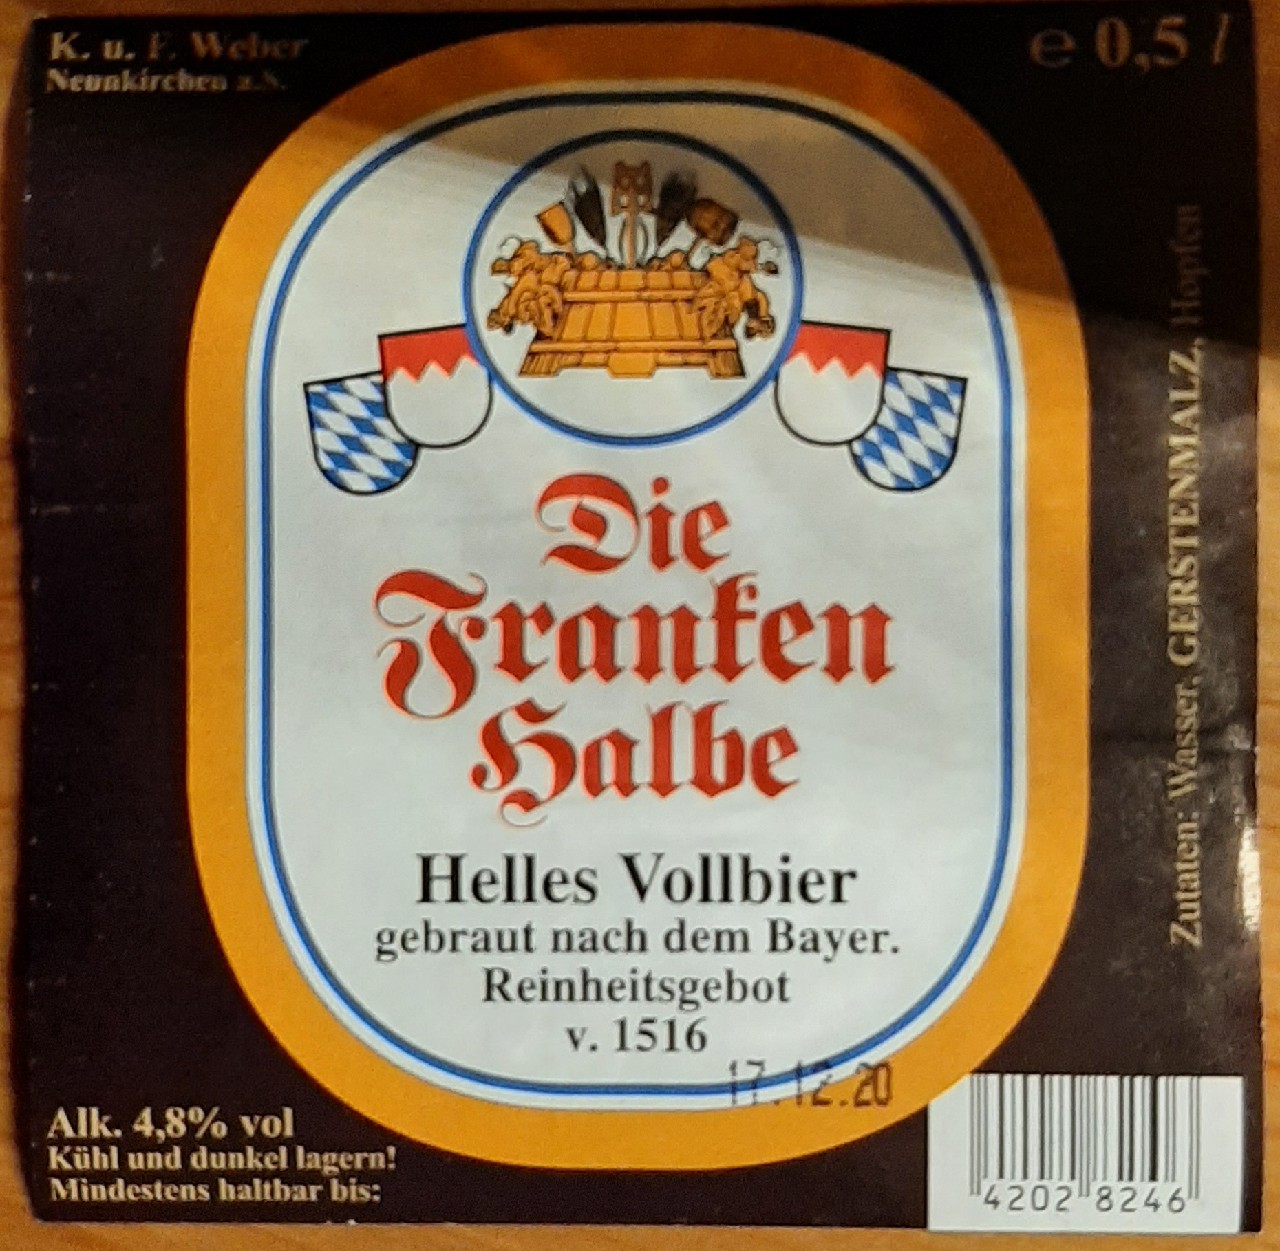 K. u. F. Weber
Neunkirchen a.S.
e 0,5 l
Die
Franken
Halbe
Helles Vollbier
gebraut nach dem Bayer.
Reinheitsgebot
v. 1516
17.12.20
Zutaten: Wasser, GERSTENMALZ, Hopfen
Alk. 4,8% vol
Kühl und dunkel lagern!
Mindestens haltbar bis:
4202 8246